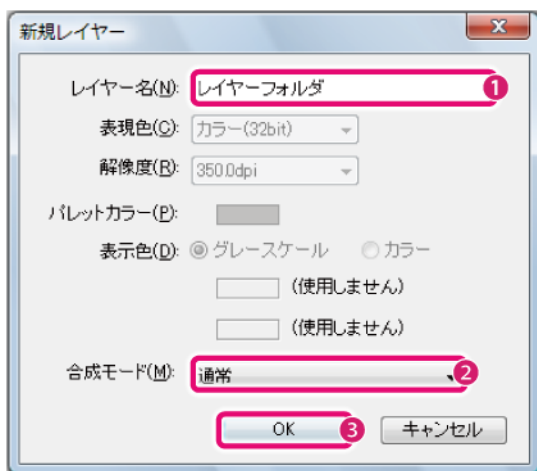 新規レイヤー
レイヤー名(N): レイヤーフォルダ 1
表現色(C): カラー(32bit)
解像度(R): 350.0dpi
パレットカラー(P):
表示色(D): グレースケール カラー
(使用しません)
(使用しません)
合成モード(M): 通常 2
OK 3 キャンセル